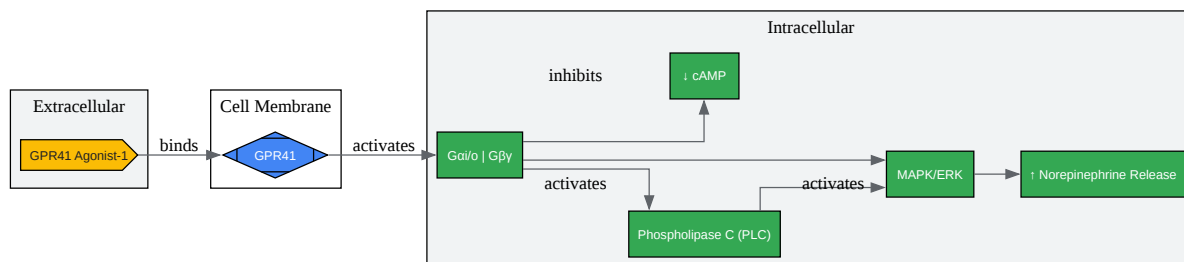 Intracellular
inhibits
↓ cAMP
Extracellular
Cell Membrane
GPR41 Agonist-1
binds
GPR41
activates
Gαi/o | Gβγ
activates
activates
MAPK/ERK
↑ Norepinephrine Release
Phospholipase C (PLC)